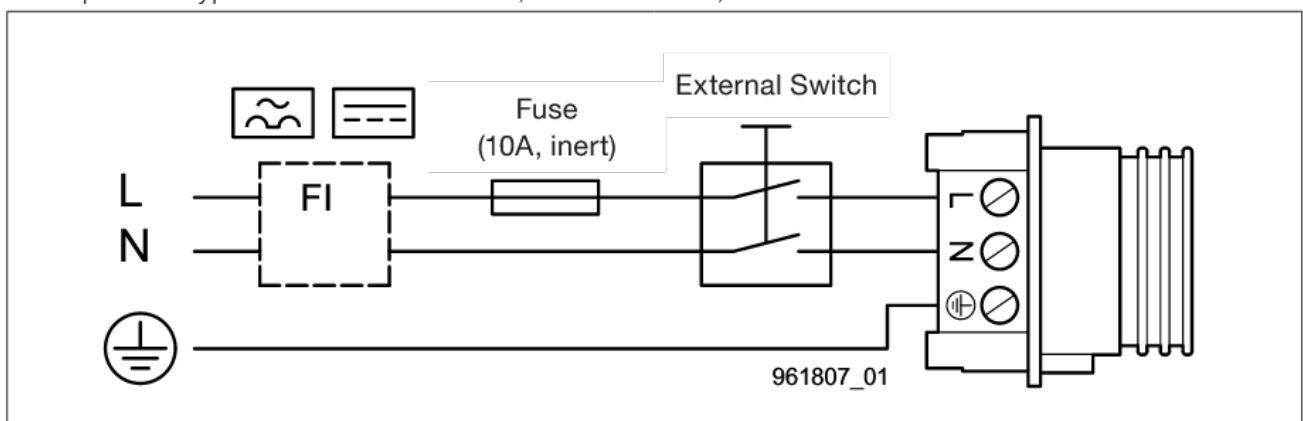 External Switch
Fuse
(10A, inert)
L
FI
L
N
N
961807_01